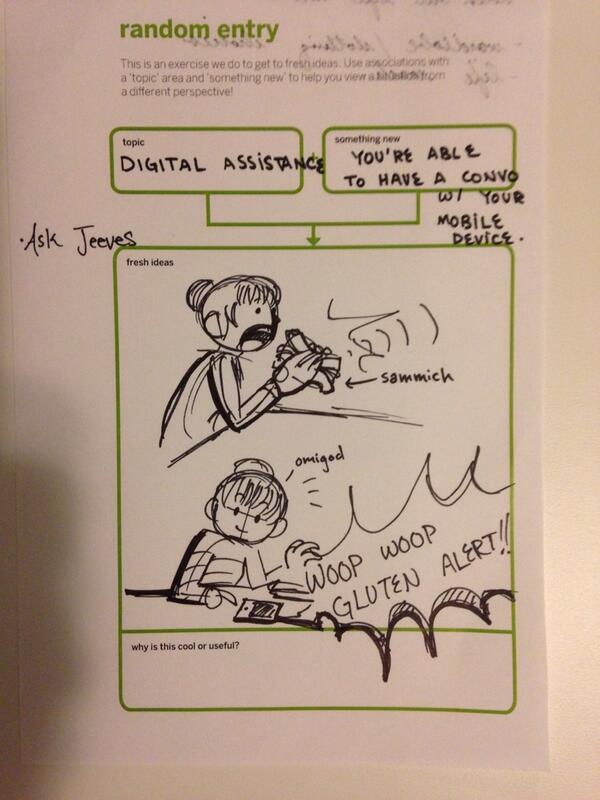 random entry
This is an exercise we do to get to fresh ideas. Use associations with
a 'topic' area and 'something new' to help you view a situation from
a different perspective!
topic
DIGITAL ASSISTANCE
something new
YOU'RE ABLE
TO HAVE A CONVO
W/ YOUR
MOBILE
DEVICE.
·Ask Jeeves
fresh ideas
sammich
omigod
WOOP WOOP
GLUTEN ALERT!!
why is this cool or useful?